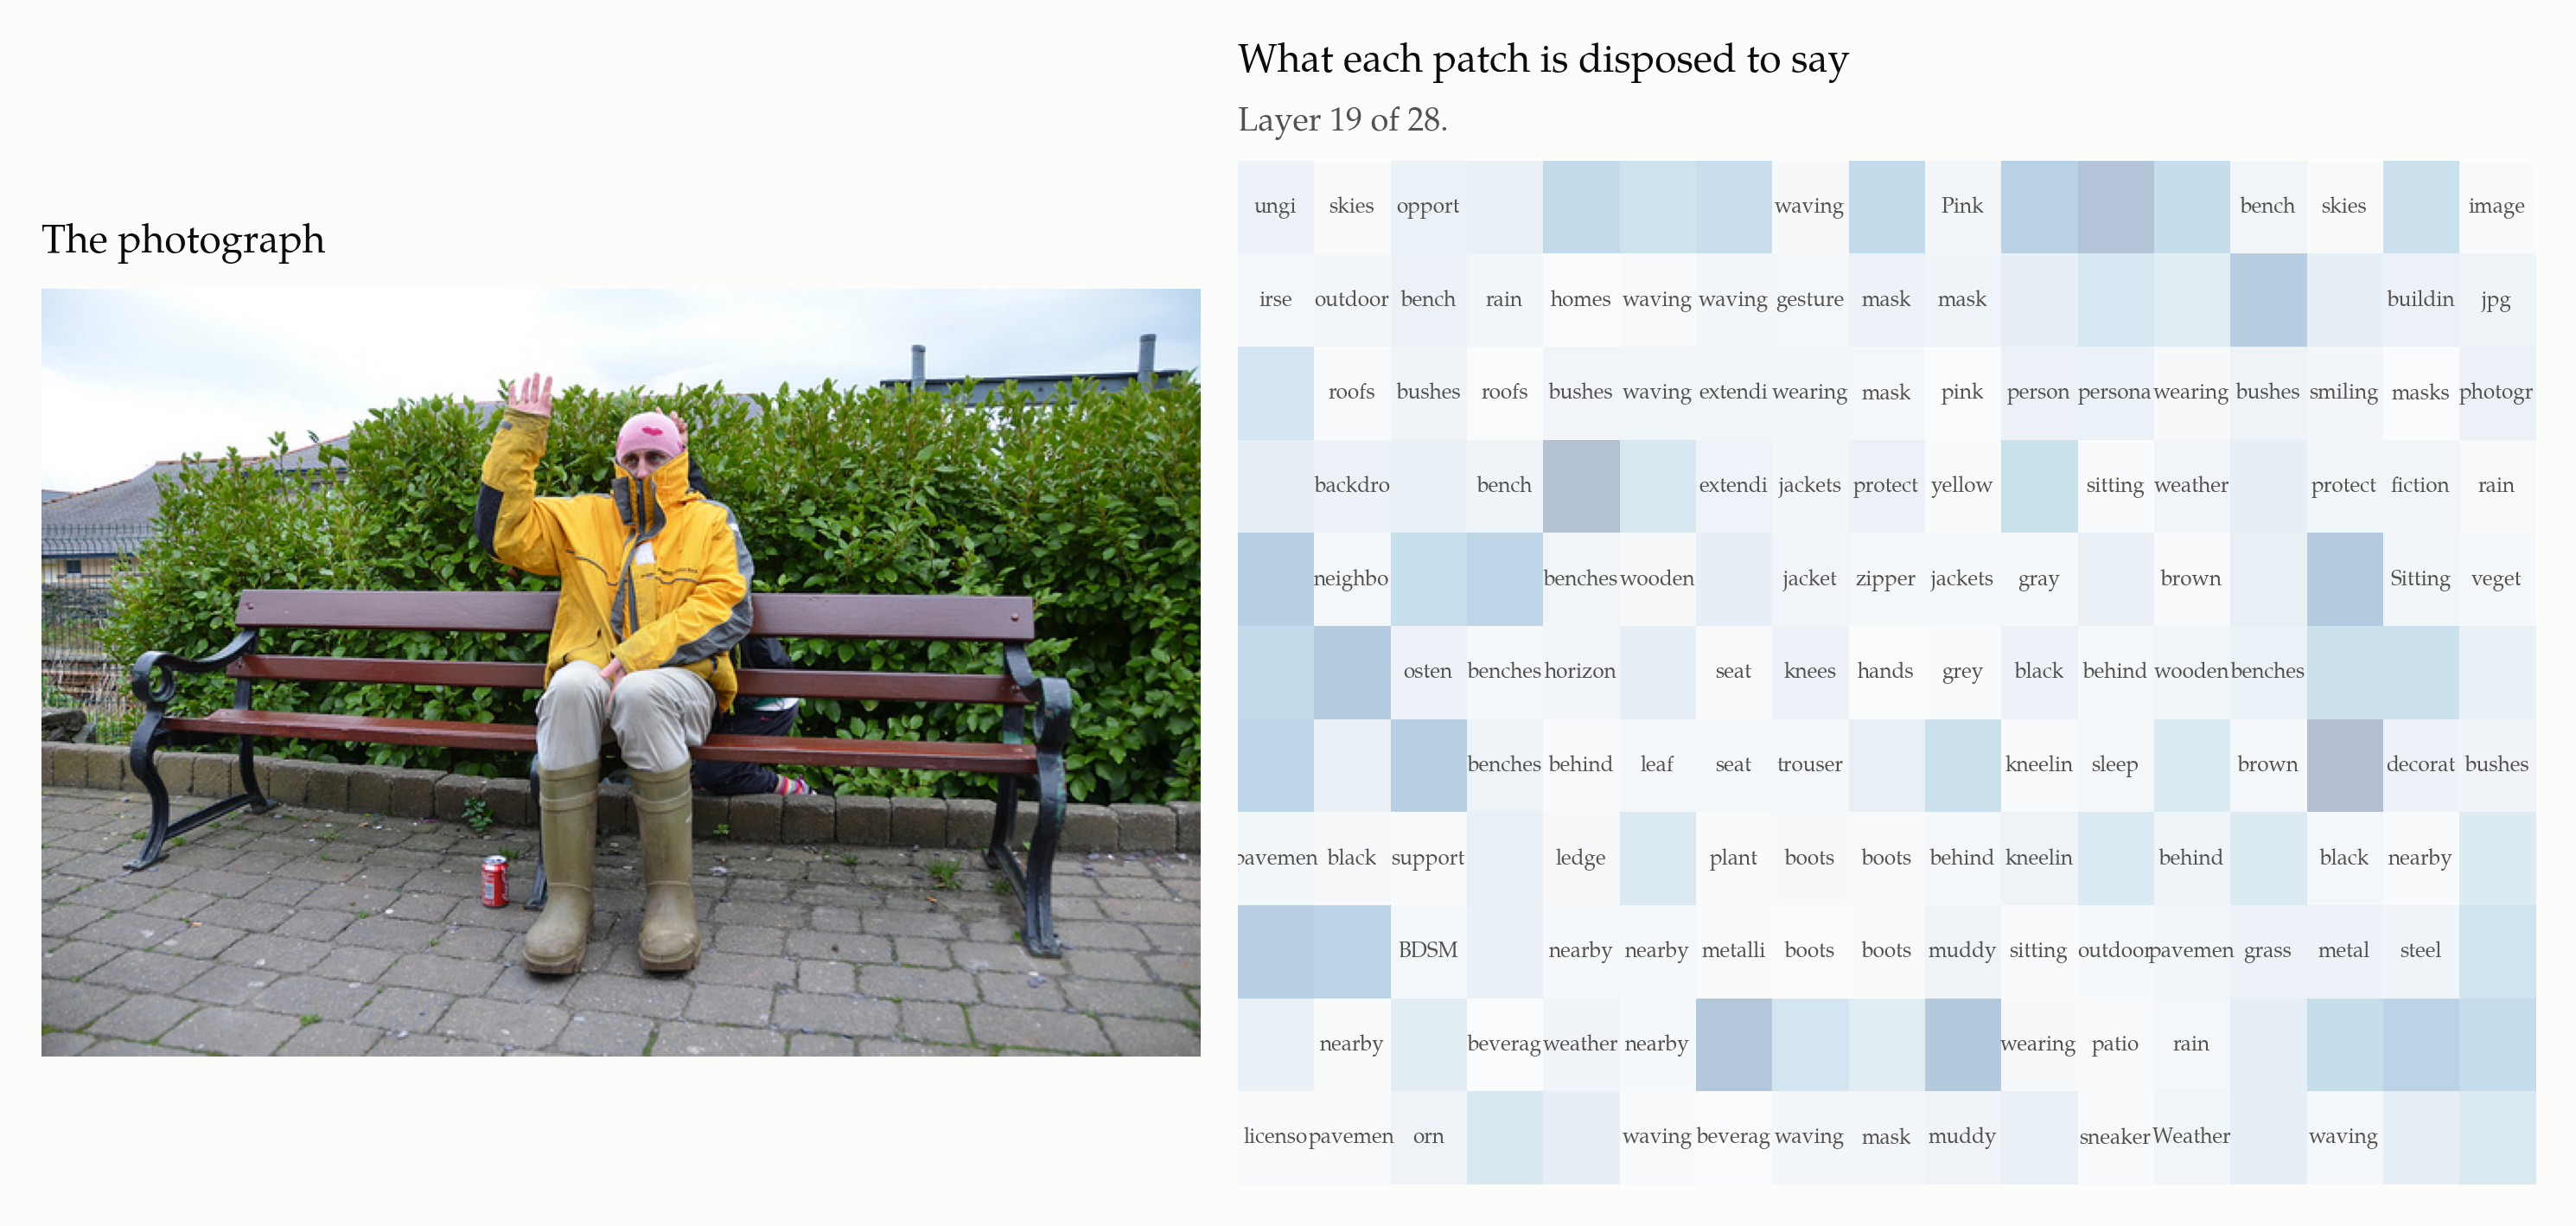 What each patch is disposed to say
Layer 19 of 28.
The photograph
ungi skies opport waving Pink bench skies image
irse outdoor bench rain homes waving waving gesture mask mask buildin jpg
roofs bushes roofs bushes waving extendi wearing mask pink person persona wearing bushes smiling masks photogr
backdro bench extendi jackets protect yellow sitting weather protect fiction rain
neighbo benches wooden jacket zipper jackets gray brown Sitting veget
osten benches horizon seat knees hands grey black behind wooden benches
benches behind leaf seat trouser kneelin sleep brown decorat bushes
pavemen black support ledge plant boots boots behind kneelin behind black nearby
BDSM nearby nearby metalli boots boots muddy sitting outdoor pavemen grass metal steel
nearby beverag weather nearby wearing patio rain
licenso pavemen orn waving beverag waving mask muddy sneaker Weather waving